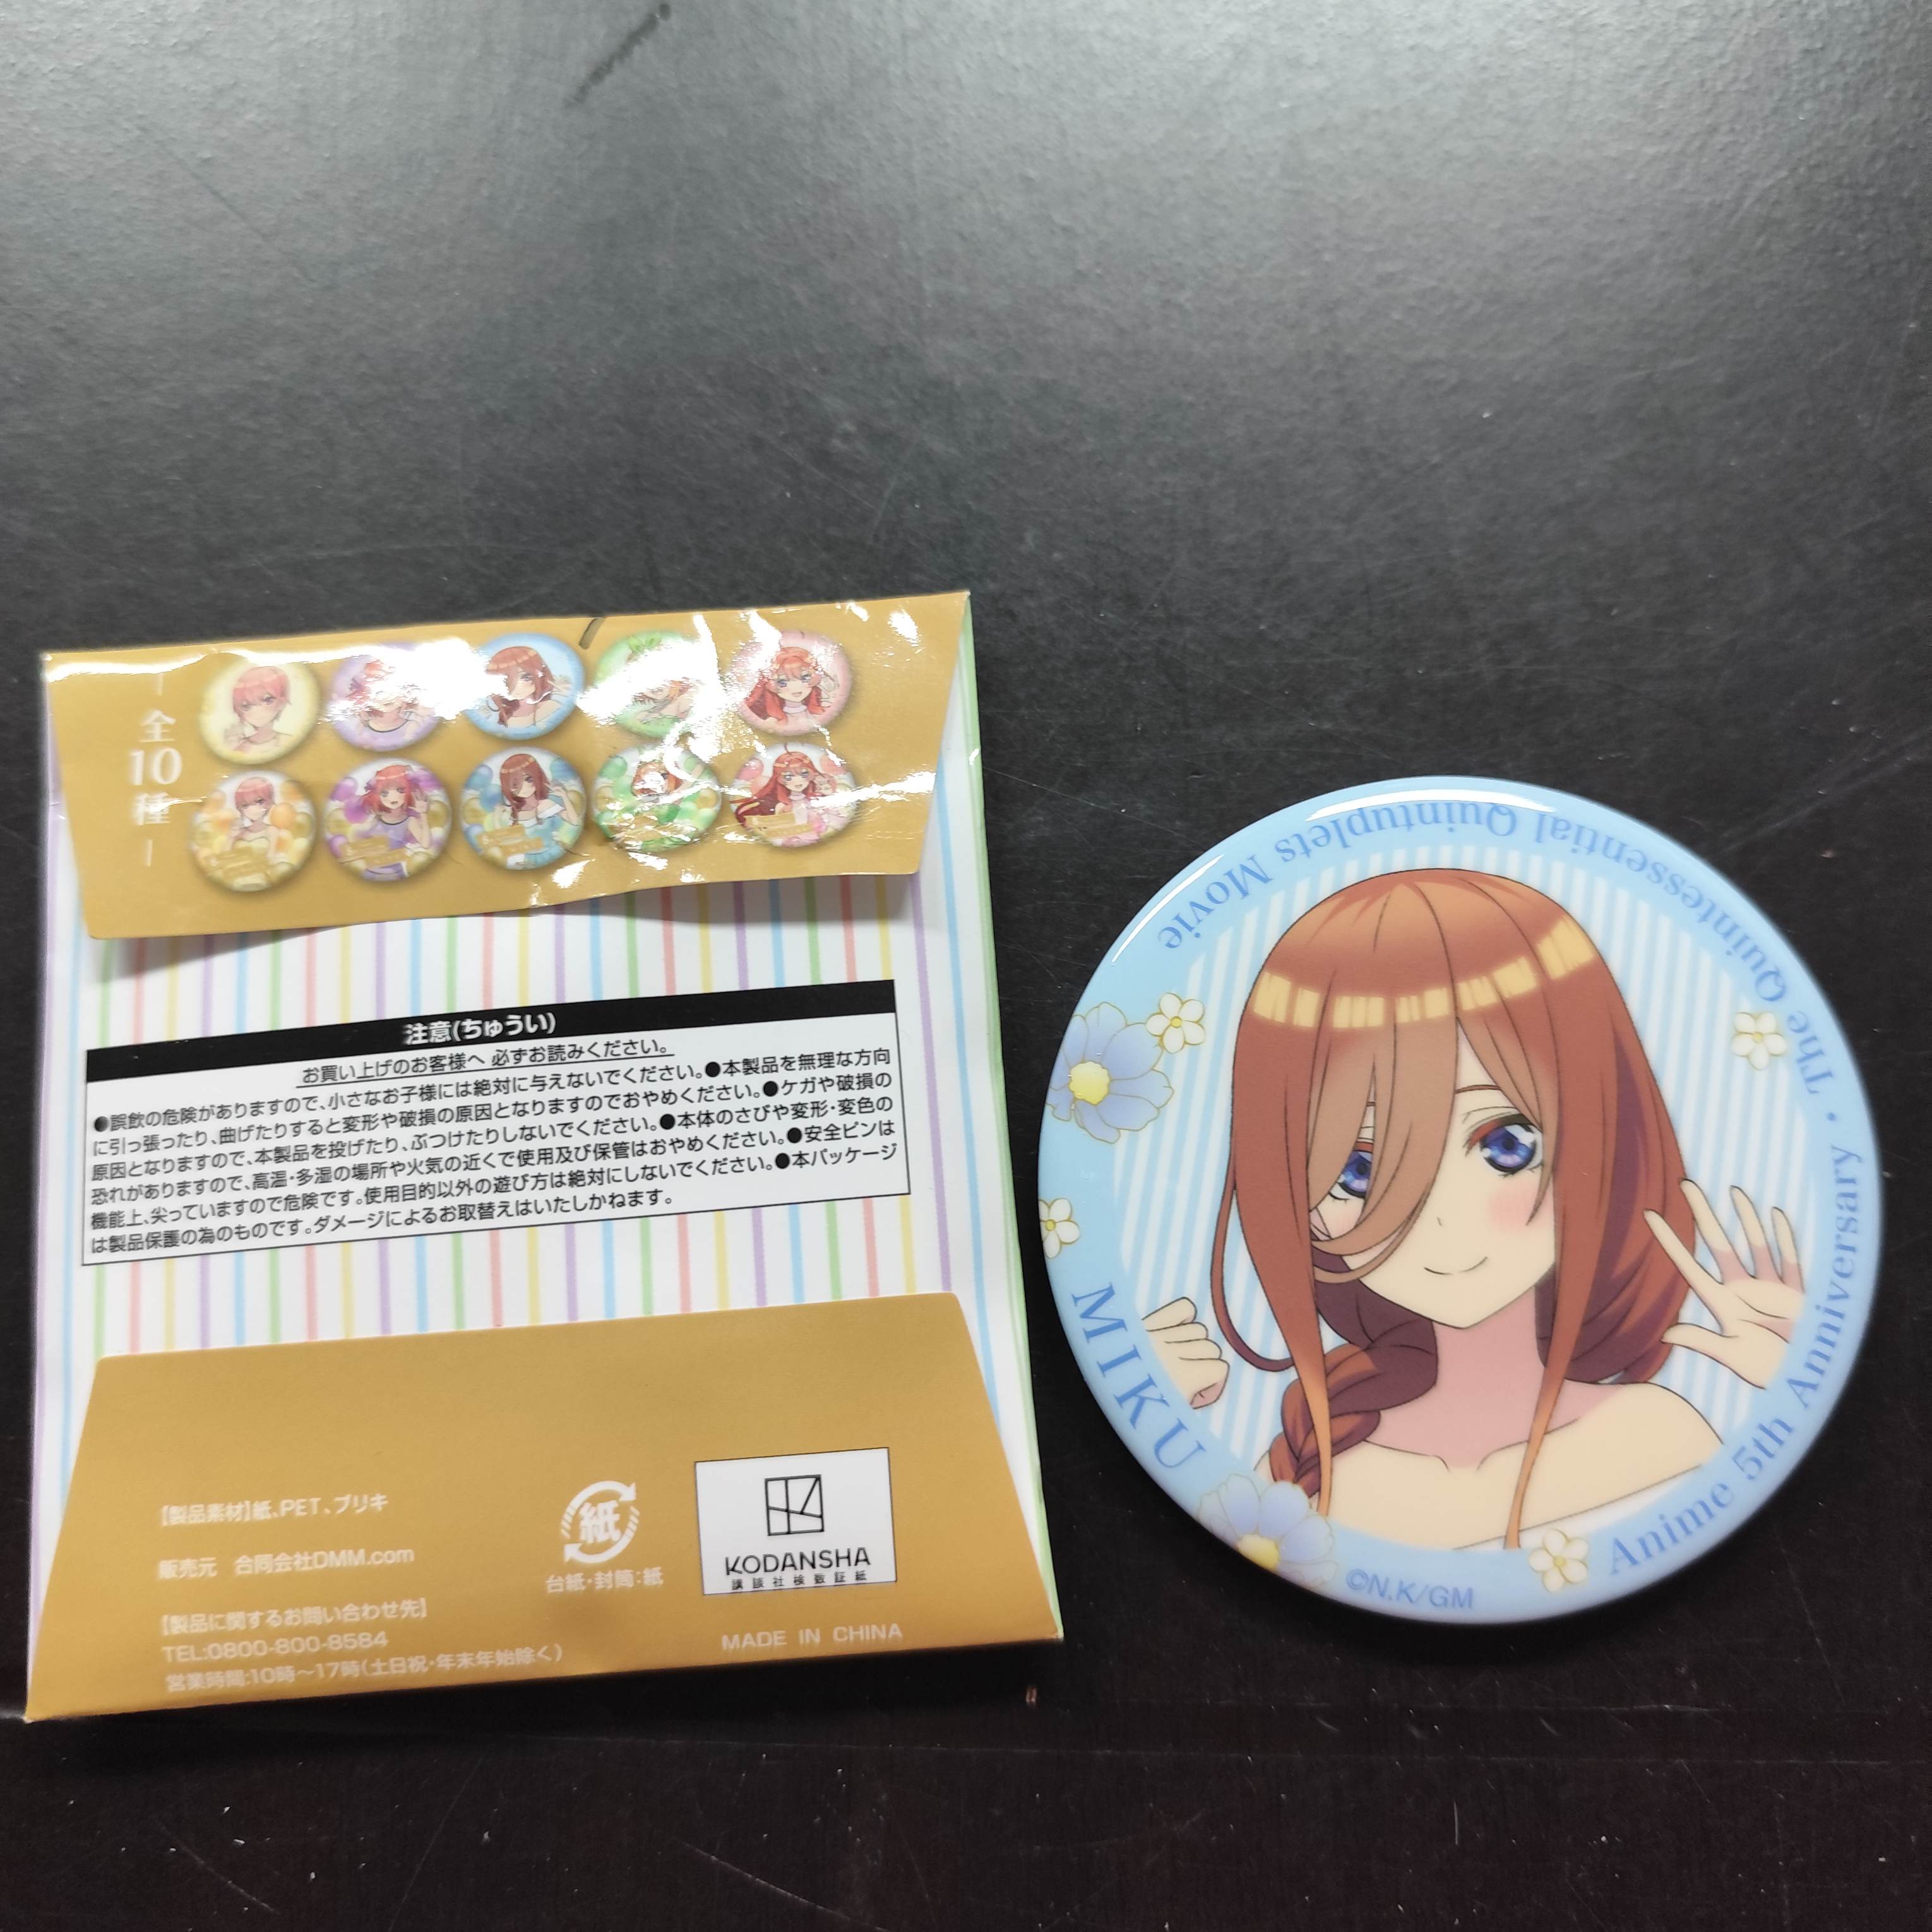 全
10
種
注意(ちゅうい)
お買い上げのお客様へ 必ずお読みください。
●誤飲の危険がありますので、小さなお子様には絶対に与えないでください。●本製品を無理な方向
に引っ張ったり、曲げたりすると変形や破損の原因となりますのでおやめください。●ケガや破損の
原因となりますので、本製品を投げたり、ぶつけたりしないでください。●本体のさびや変形・変色の
恐れがありますので、高温・多湿の場所や火気の近くで使用及び保管はおやめください。●安全ピンは
機能上、尖っていますので危険です。使用目的以外の遊び方は絶対にしないでください。●本パッケージ
は製品保護の為のものです。ダメージによるお取替えはいたしかねます。
【製品素材】紙、PET、ブリキ
販売元 合同会社DMM.com
【製品に関するお問い合わせ先】
TEL:0800-800-8584
営業時間:10時～17時(土日祝・年末年始除く)
紙
台紙・封筒:紙
KODANSHA
講談社検数証紙
MADE IN CHINA
MIKU
Anime 5th Anniversary・The Quintessential Quintuplets Movie
©N.K/GM